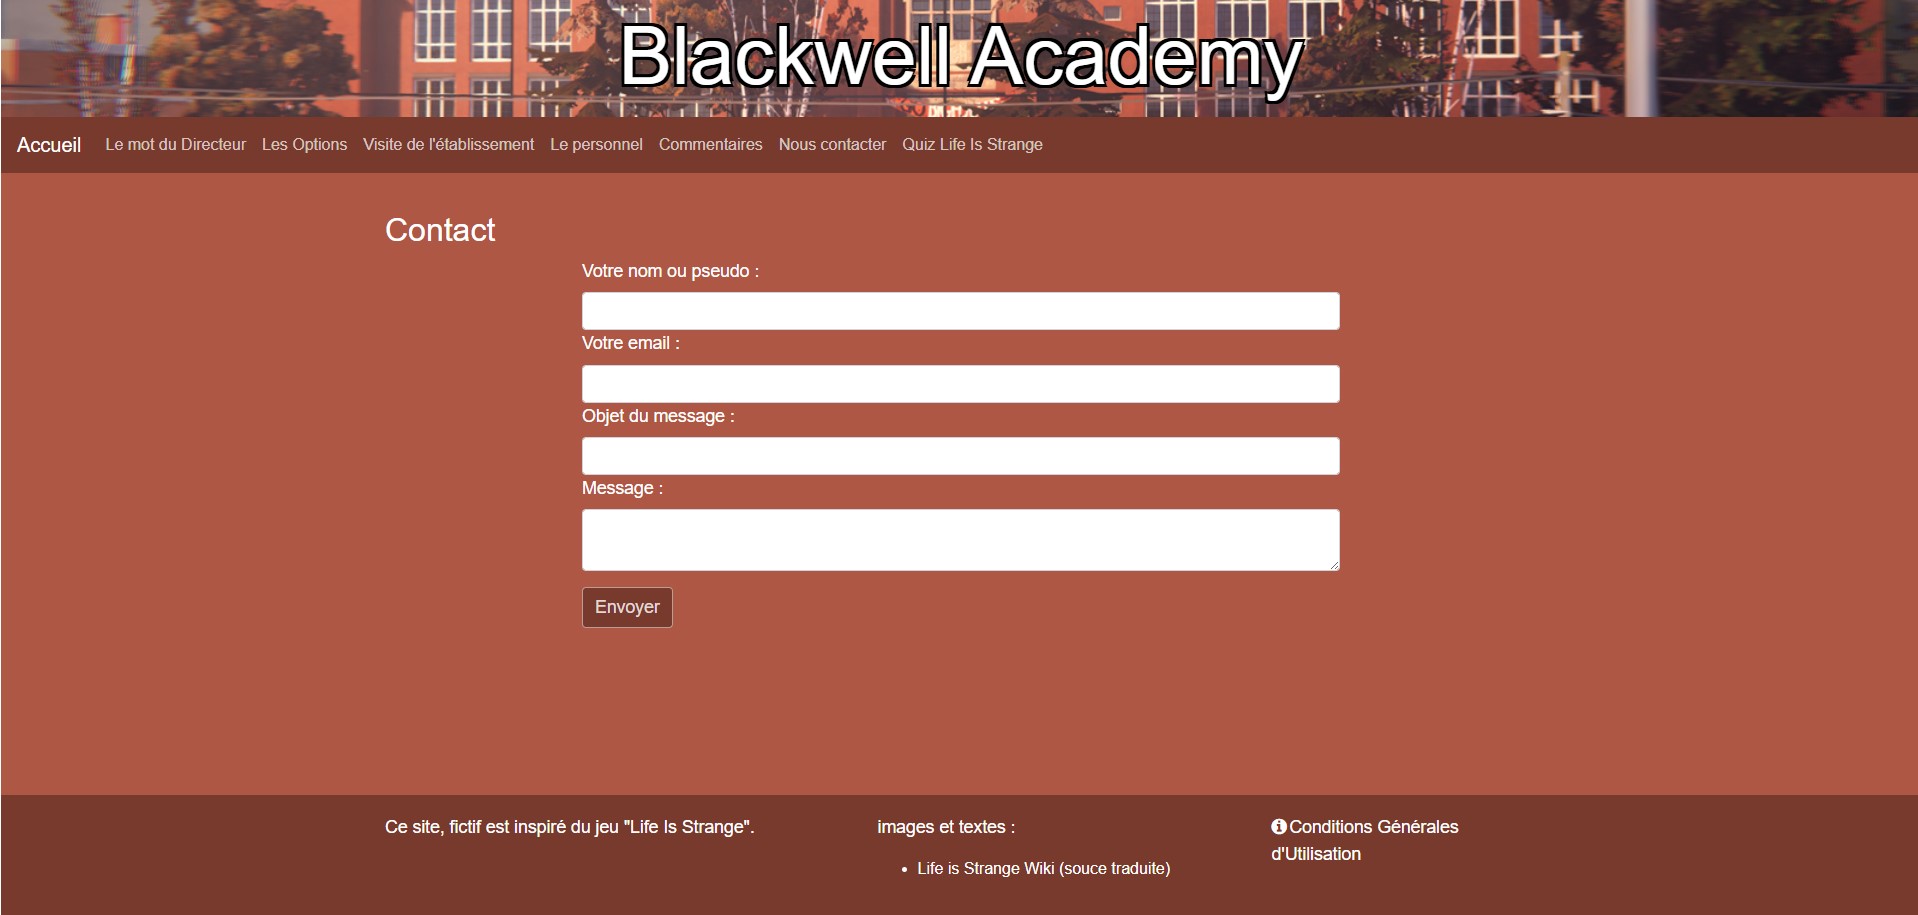 Blackwell Academy
Accueil Le mot du Directeur Les Options Visite de l'établissement Le personnel Commentaires Nous contacter Quiz Life Is Strange
Contact
Votre nom ou pseudo :
Votre email :
Objet du message :
Message :
Envoyer
Ce site, fictif est inspiré du jeu "Life Is Strange".
images et textes :
• Life is Strange Wiki (souce traduite)
Conditions Générales
d'Utilisation